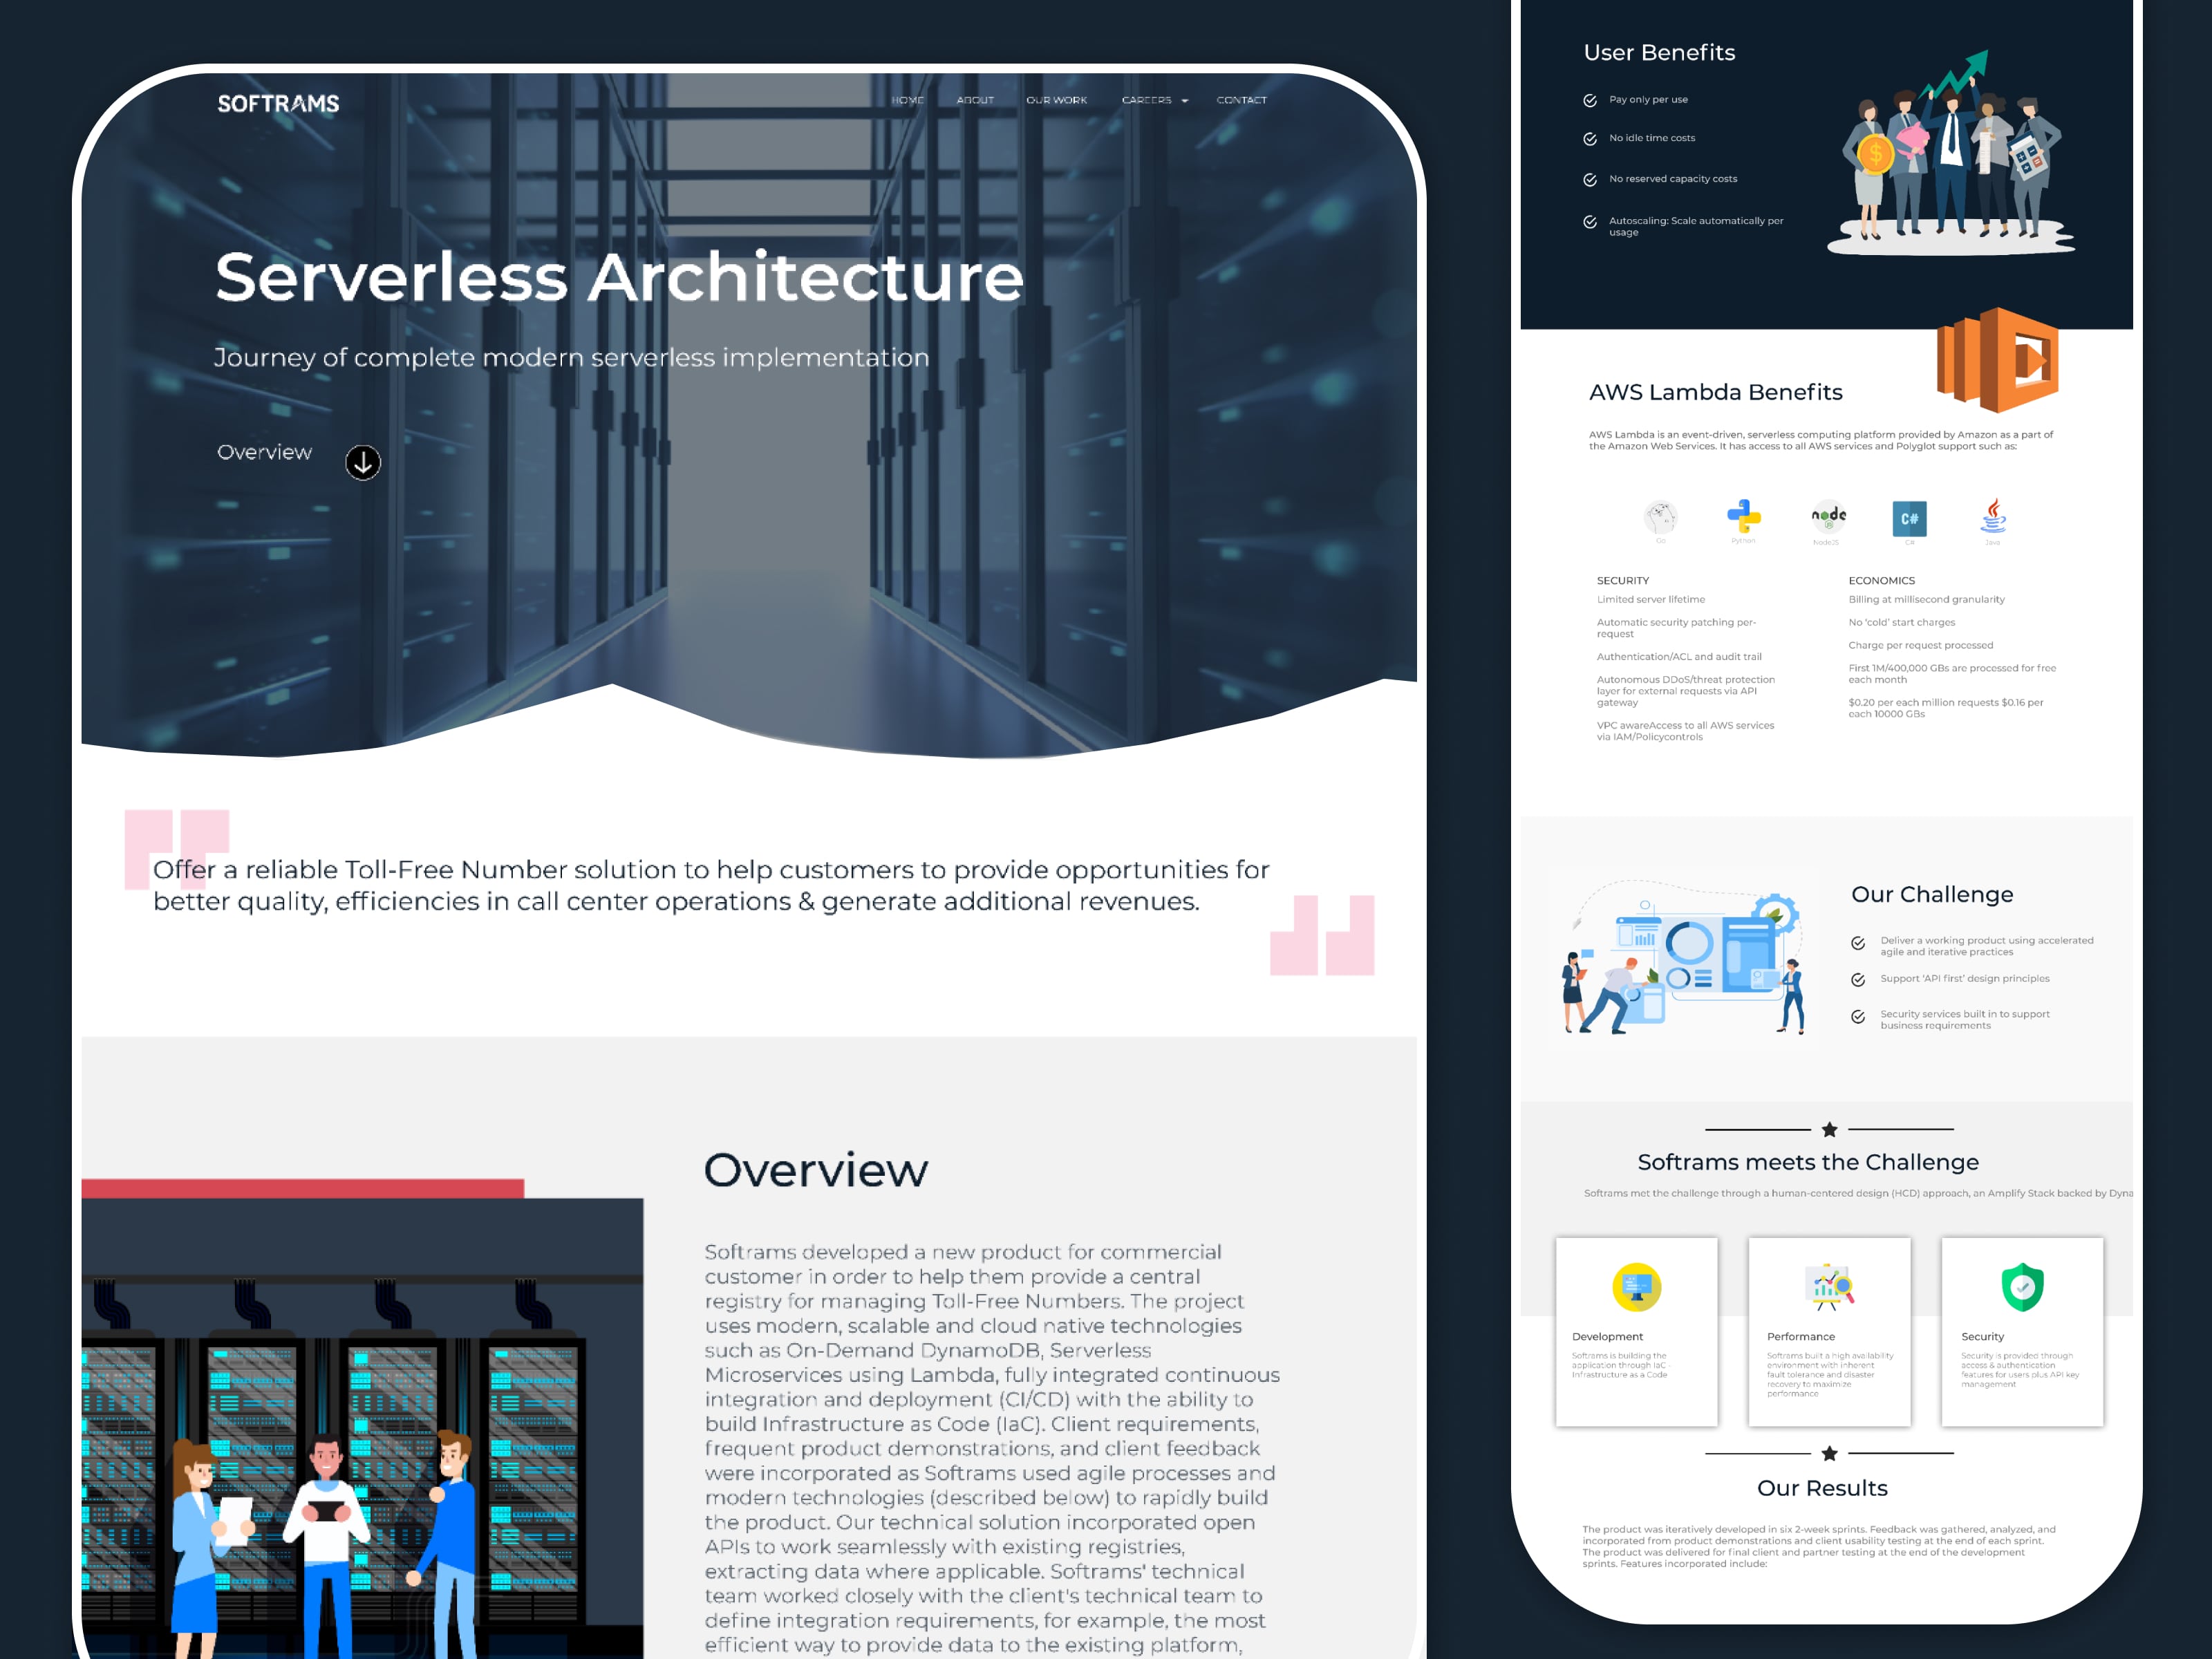 SOFTRAMS
HOME ABOUT OUR WORK CAREERS CONTACT
Serverless Architecture
Journey of complete modern serverless implementation
Overview
Offer a reliable Toll-Free Number solution to help customers to provide opportunities for
better quality, efficiencies in call center operations & generate additional revenues.
Overview
Softrams developed a new product for commercial
customer in order to help them provide a central
registry for managing Toll-Free Numbers. The project
uses modern, scalable and cloud native technologies
such as On-Demand DynamoDB, Serverless
Microservices using Lambda, fully integrated continuous
integration and deployment (CI/CD) with the ability to
build Infrastructure as Code (IaC). Client requirements,
frequent product demonstrations, and client feedback
were incorporated as Softrams used agile processes and
modern technologies (described below) to rapidly build
the product. Our technical solution incorporated open
APIs to work seamlessly with existing registries,
extracting data where applicable. Softrams' technical
team worked closely with the client's technical team to
define integration requirements, for example, the most
efficient way to provide data to the existing platform,
User Benefits
Pay only per use
No idle time costs
No reserved capacity costs
Autoscaling: Scale automatically per
usage
$
AWS Lambda Benefits
AWS Lambda is an event-driven, serverless computing platform provided by Amazon as a part of
the Amazon Web Services. It has access to all AWS services and Polyglot support such as:
node
JS
C#
Go
Python
NodeJS
C#
Java
SECURITY
Limited server lifetime
Automatic security patching per-
request
Authentication/ACL and audit trail
Autonomous DDoS/threat protection
layer for external requests via API
gateway
VPC awareAccess to all AWS services
via IAM/Policycontrols
ECONOMICS
Billing at millisecond granularity
No ‘cold’ start charges
Charge per request processed
First 1M/400,000 GBs are processed for free
each month
$0.20 per each million requests $0.16 per
each 10000 GBs
Our Challenge
Deliver a working product using accelerated
agile and iterative practices
Support ‘API first’ design principles
Security services built in to support
business requirements
Softrams meets the Challenge
Softrams met the challenge through a human-centered design (HCD) approach, an Amplify Stack backed by Dyna
Development
Softrams is building the
application through IaC -
Infrastructure as a Code
Performance
Softrams built a high availability
environment with inherent
fault tolerance and disaster
recovery to maximize
performance
Security
Security is provided through
access & authentication
features for users plus API key
management
Our Results
The product was iteratively developed in six 2-week sprints. Feedback was gathered, analyzed, and
incorporated from product demonstrations and client usability testing at the end of each sprint.
The product was delivered for final client and partner testing at the end of the development
sprints. Features incorporated include: